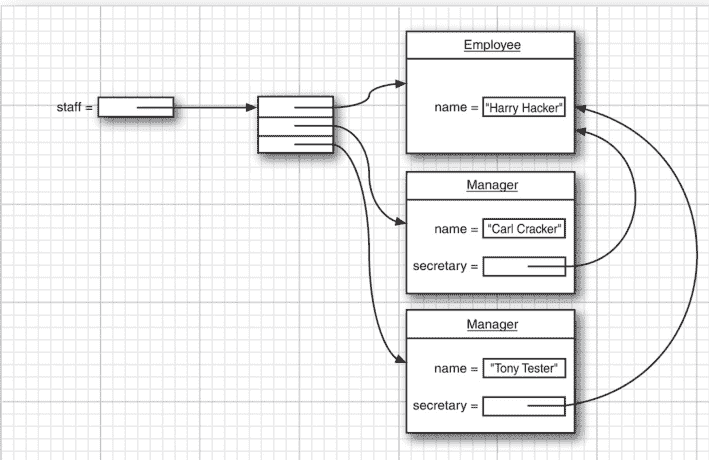 Employee
staff =
name = "Harry Hacker"
Manager
name = "Carl Cracker"
secretary =
Manager
name = "Tony Tester"
secretary =